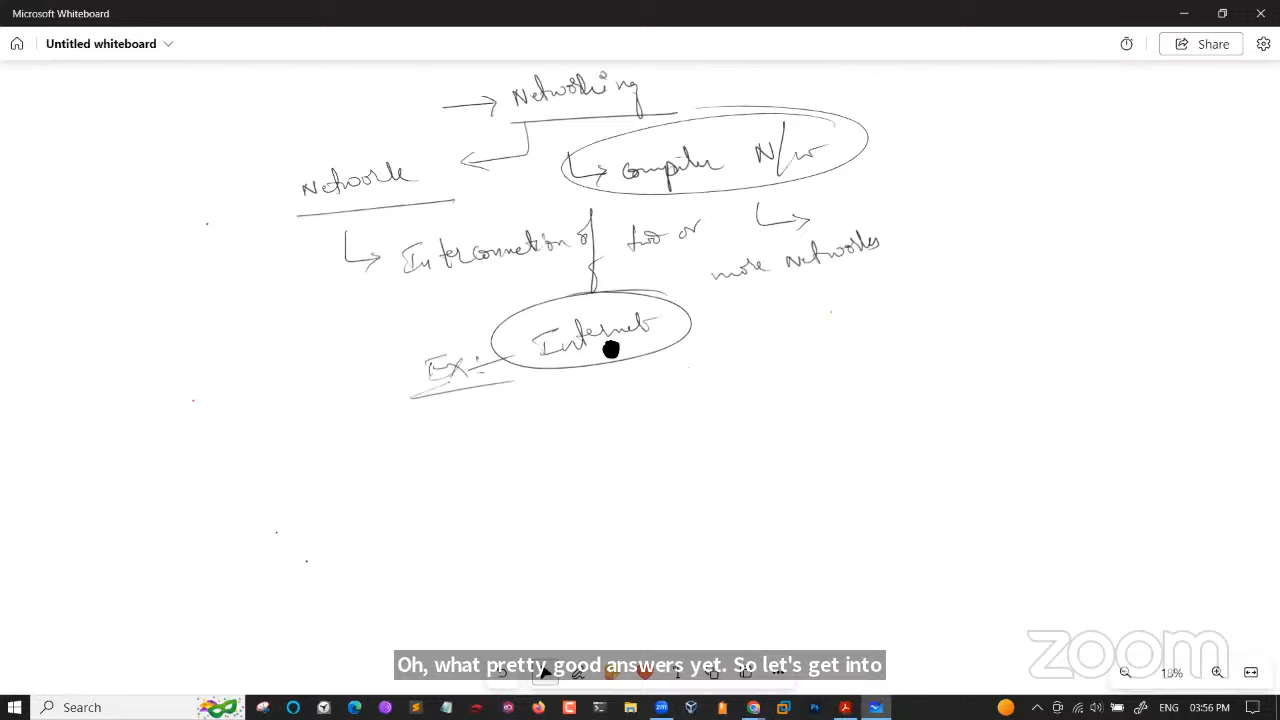 Microsoft Whiteboard
Untitled whiteboard
Share
→ Networking
Network
computer N/w
Interconnection of two or
more Networks
Ex :- Internet
Oh, what pretty good answers yet. So let's get into
zoom
18%
Search
ENG 03:56 PM